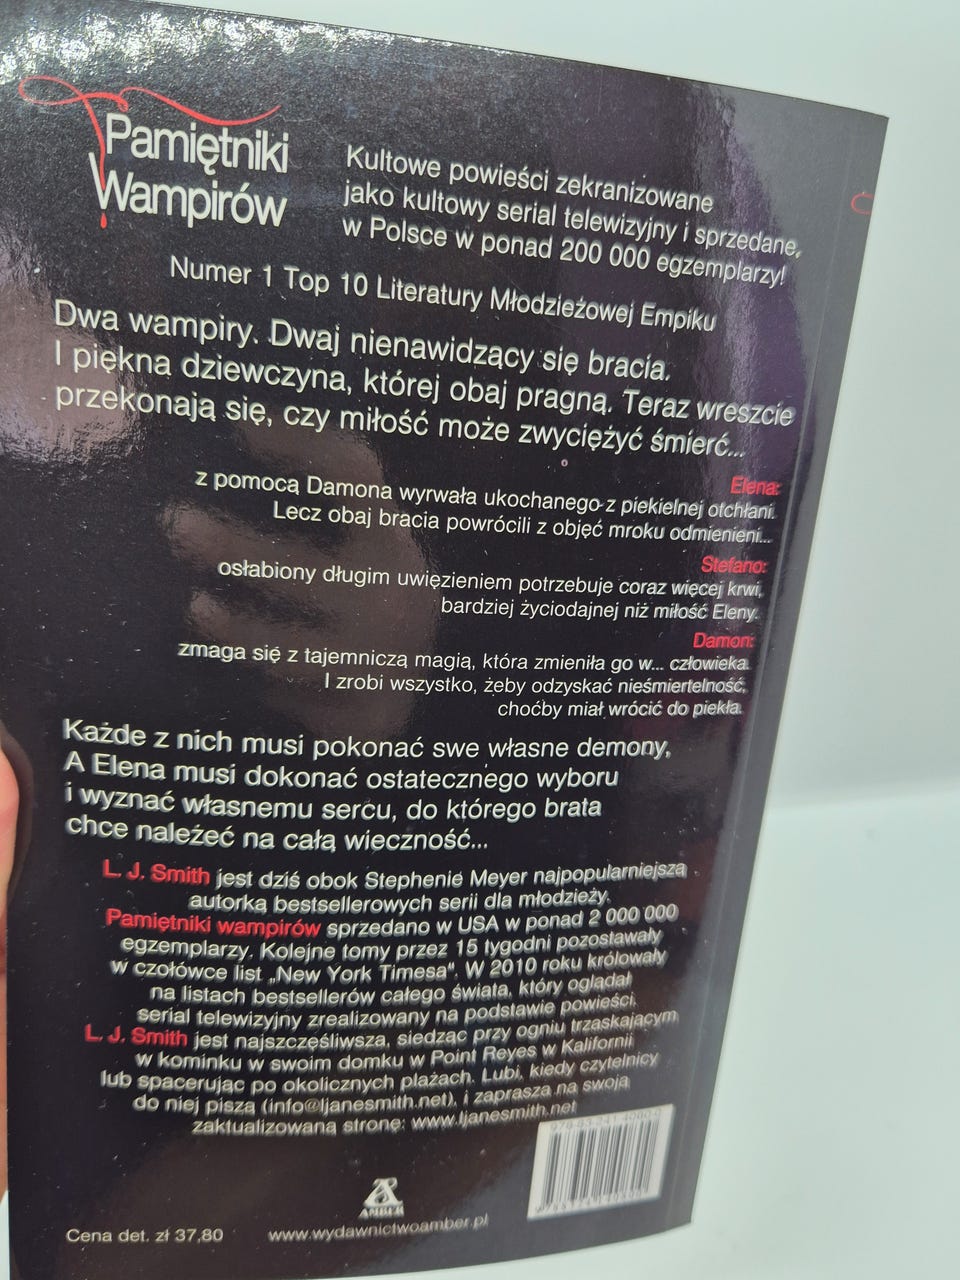 Pamiętniki
Wampirów
Kultowe powieści zekranizowane
jako kultowy serial telewizyjny i sprzedane,
w Polsce w ponad 200 000 egzemplarzy!
Numer 1 Top 10 Literatury Młodzieżowej Empiku
Dwa wampiry. Dwaj nienawidzący się bracia.
I piękna dziewczyna, której obaj pragną. Teraz wreszcie
przekonają się, czy miłość może zwyciężyć śmierć...
Elena:
z pomocą Damona wyrwała ukochanego z piekielnej otchłani.
Lecz obaj bracia powrócili z objęć mroku odmienieni...
Stefano:
osłabiony długim uwięzieniem potrzebuje coraz więcej krwi,
bardziej życiodajnej niż miłość Eleny.
Damon:
zmaga się z tajemniczą magią, która zmieniła go w... człowieka.
I zrobi wszystko, żeby odzyskać nieśmiertelność,
choćby miał wrócić do piekła.
Każde z nich musi pokonać swe własne demony,
A Elena musi dokonać ostatecznego wyboru
i wyznać własnemu sercu, do którego brata
chce należeć na całą wieczność...
L. J. Smith jest dziś obok Stephenie Meyer najpopularniejszą
autorką bestsellerowych serii dla młodzieży.
Pamiętniki wampirów sprzedano w USA w ponad 2 000 000
egzemplarzy. Kolejne tomy przez 15 tygodni pozostawały
w czołówce list „New York Timesa". W 2010 roku królowały
na listach bestsellerów całego świata, który oglądał
serial telewizyjny zrealizowany na podstawie powieści.
L. J. Smith jest najszczęśliwsza, siedząc przy ogniu trzaskającym
w kominku w swoim domku w Point Reyes w Kalifornii
lub spacerując po okolicznych plażach. Lubi, kiedy czytelnicy
do niej piszą (info@ljanesmith.net), i zaprasza na swoją
zaktualizowaną stronę: www.ljanesmith.net
AMBER
Cena det. zł 37,80
www.wydawnictwoamber.pl